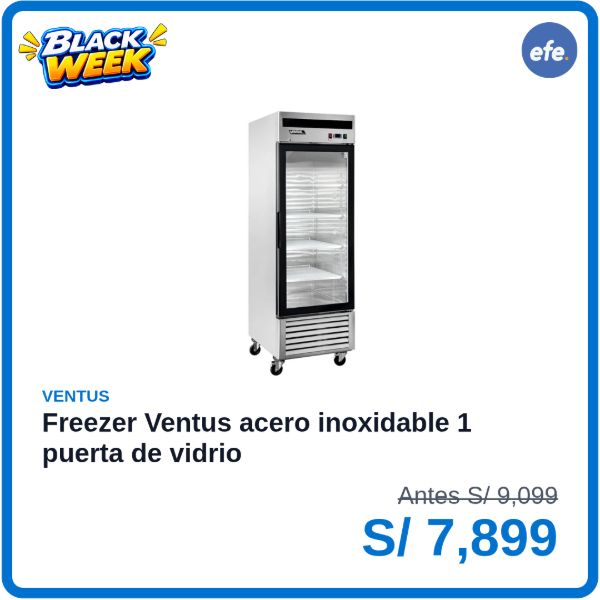 BLACK
WEEK
efe.
VENTUS
Freezer Ventus acero inoxidable 1
puerta de vidrio
Antes S/ 9,099
S/ 7,899